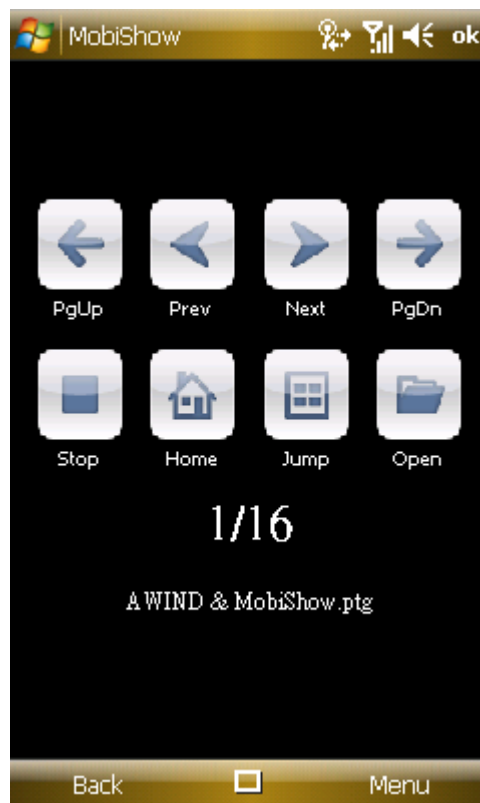 MobiShow ok
PgUp Prev Next PgDn
Stop Home Jump Open
1/16
AWIND & MobiShow.ptg
Back Menu